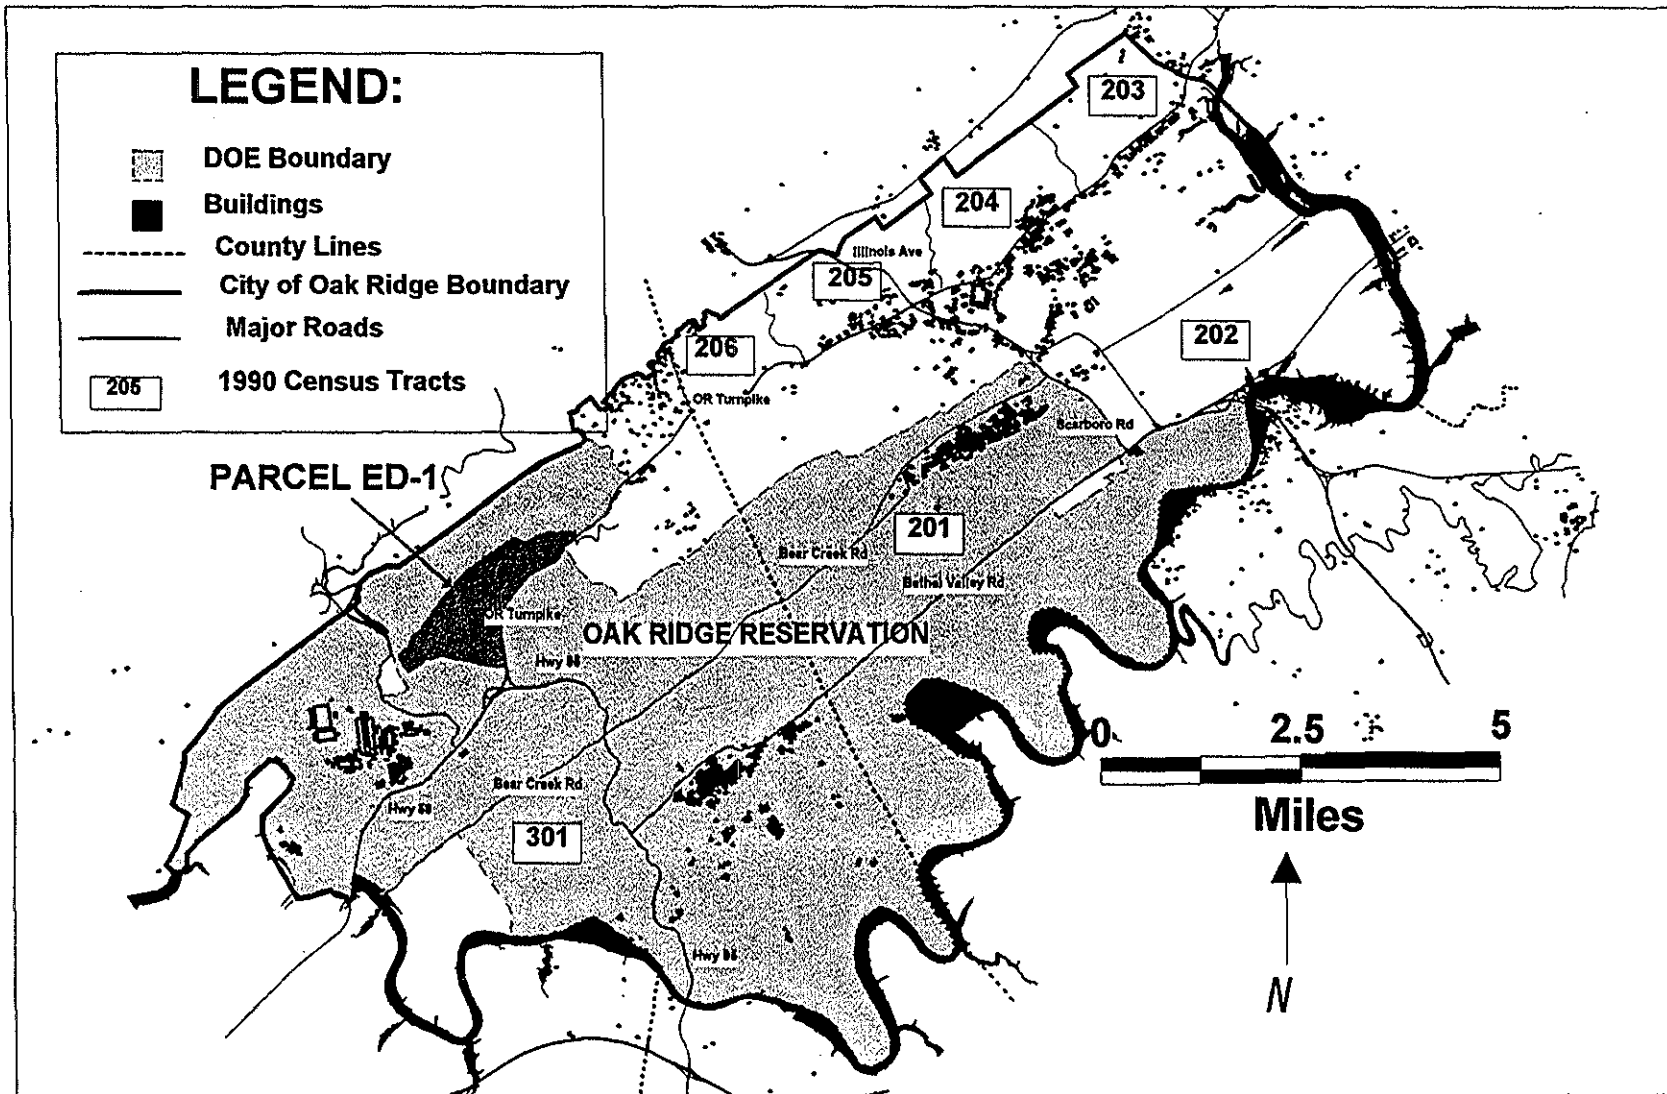 LEGEND:
DOE Boundary
Buildings
County Lines
City of Oak Ridge Boundary
Major Roads
205 1990 Census Tracts
203
204
Illinois Ave
205
202
206
OR Turnpike
Scarboro Rd
PARCEL ED-1
201
Bear Creek Rd
Bethel Valley Rd
OR Turnpike
OAK RIDGE RESERVATION
Hwy
0 2.5 5
Miles
Bear Creek Rd
Hwy 58
301
Hwy 95
N